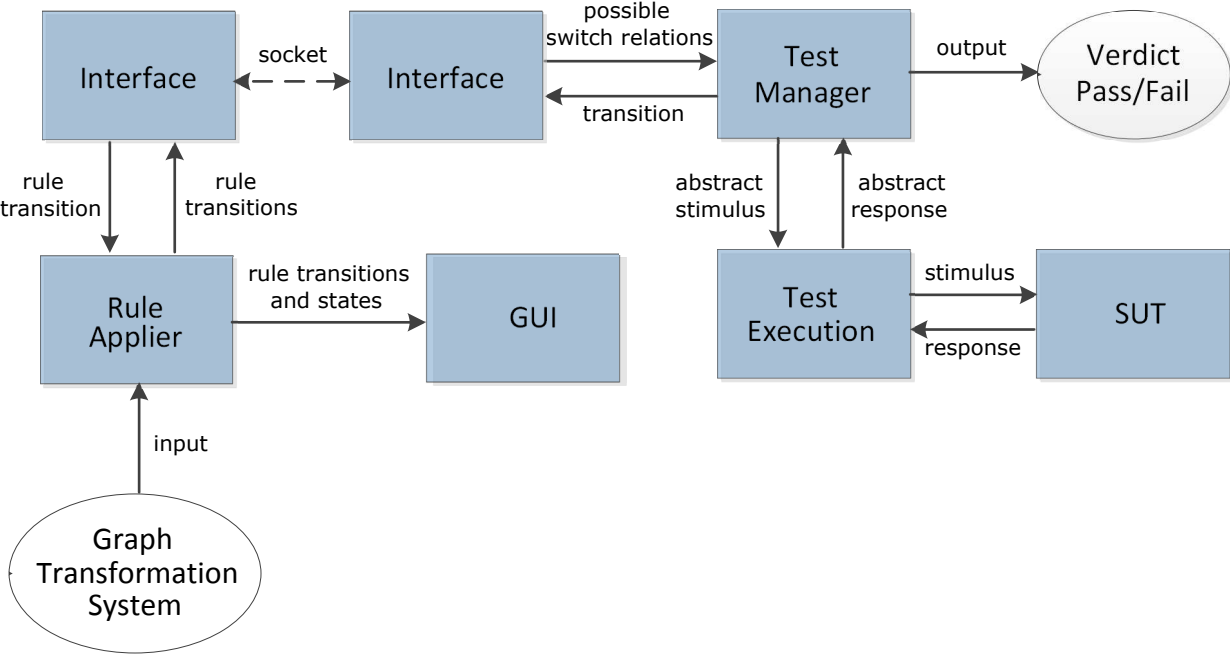 possible
switch relations
socket
output
Interface
Interface
Test
Manager
Verdict
Pass/Fail
transition
rule
transition
rule
transitions
abstract
stimulus
abstract
response
rule transitions
and states
stimulus
Rule
Applier
GUI
Test
Execution
SUT
response
input
Graph
Transformation
System